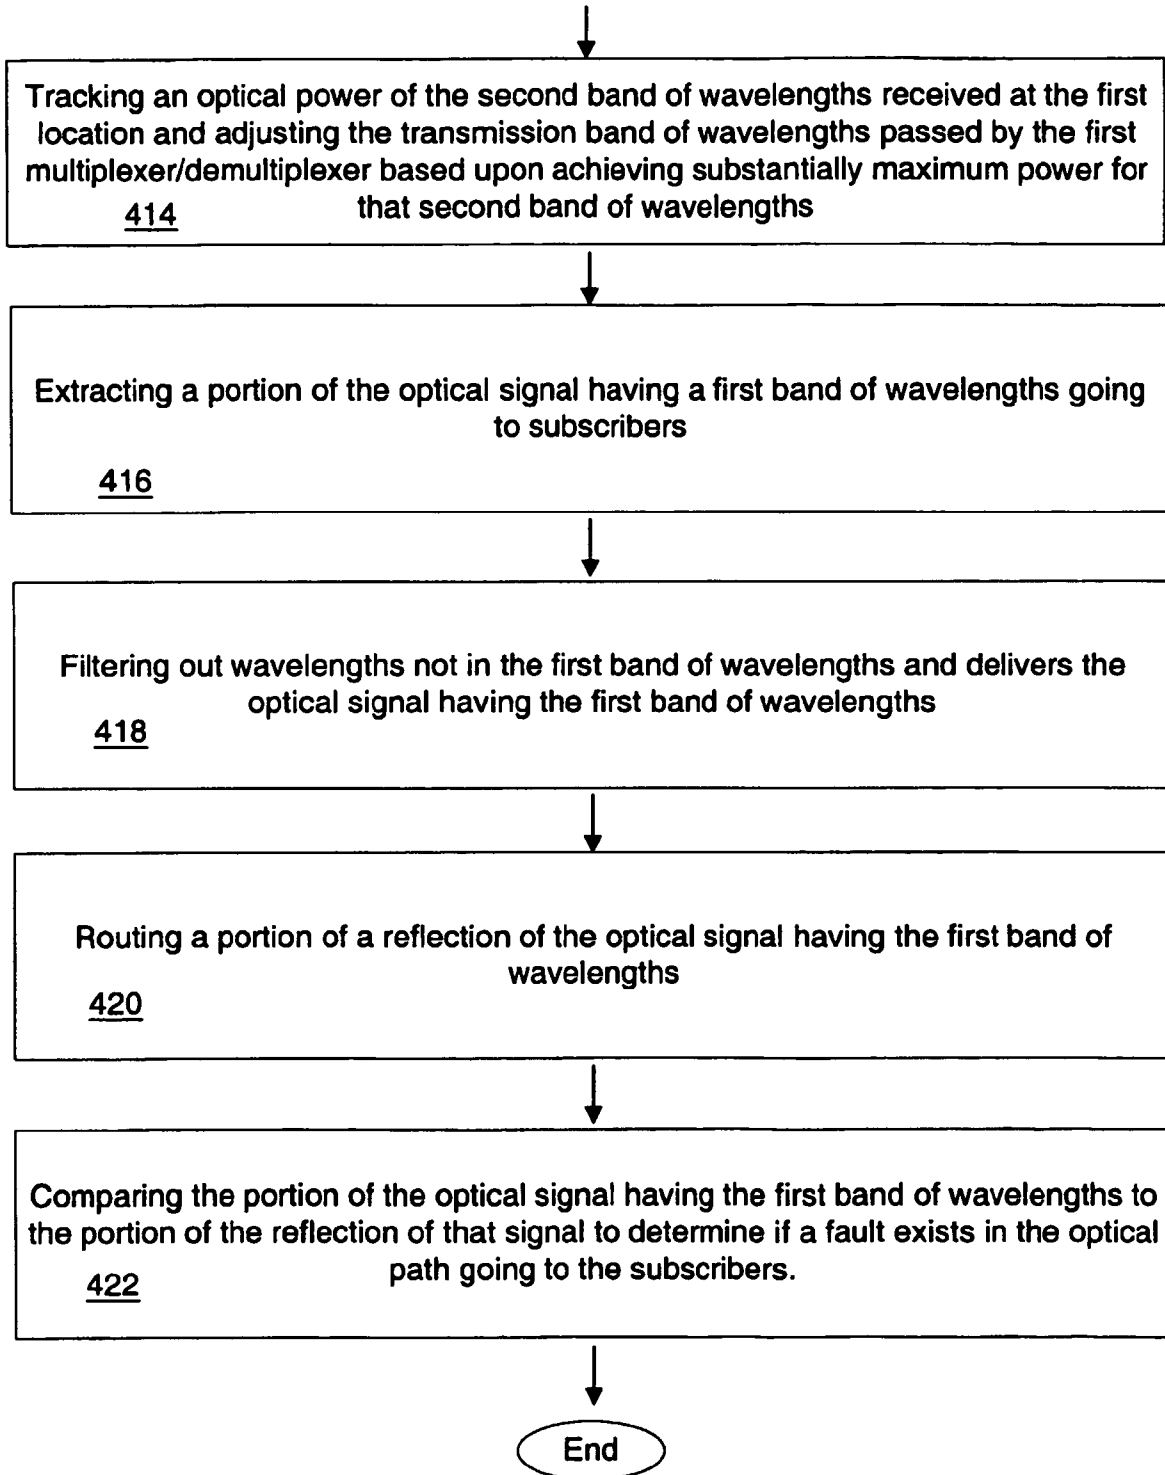 Tracking an optical power of the second band of wavelengths received at the first
location and adjusting the transmission band of wavelengths passed by the first
multiplexer/demultiplexer based upon achieving substantially maximum power for
414 that second band of wavelengths
Extracting a portion of the optical signal having a first band of wavelengths going
to subscribers
416
Filtering out wavelengths not in the first band of wavelengths and delivers the
optical signal having the first band of wavelengths
418
Routing a portion of a reflection of the optical signal having the first band of
wavelengths
420
Comparing the portion of the optical signal having the first band of wavelengths to
the portion of the reflection of that signal to determine if a fault exists in the optical
path going to the subscribers.
422
End